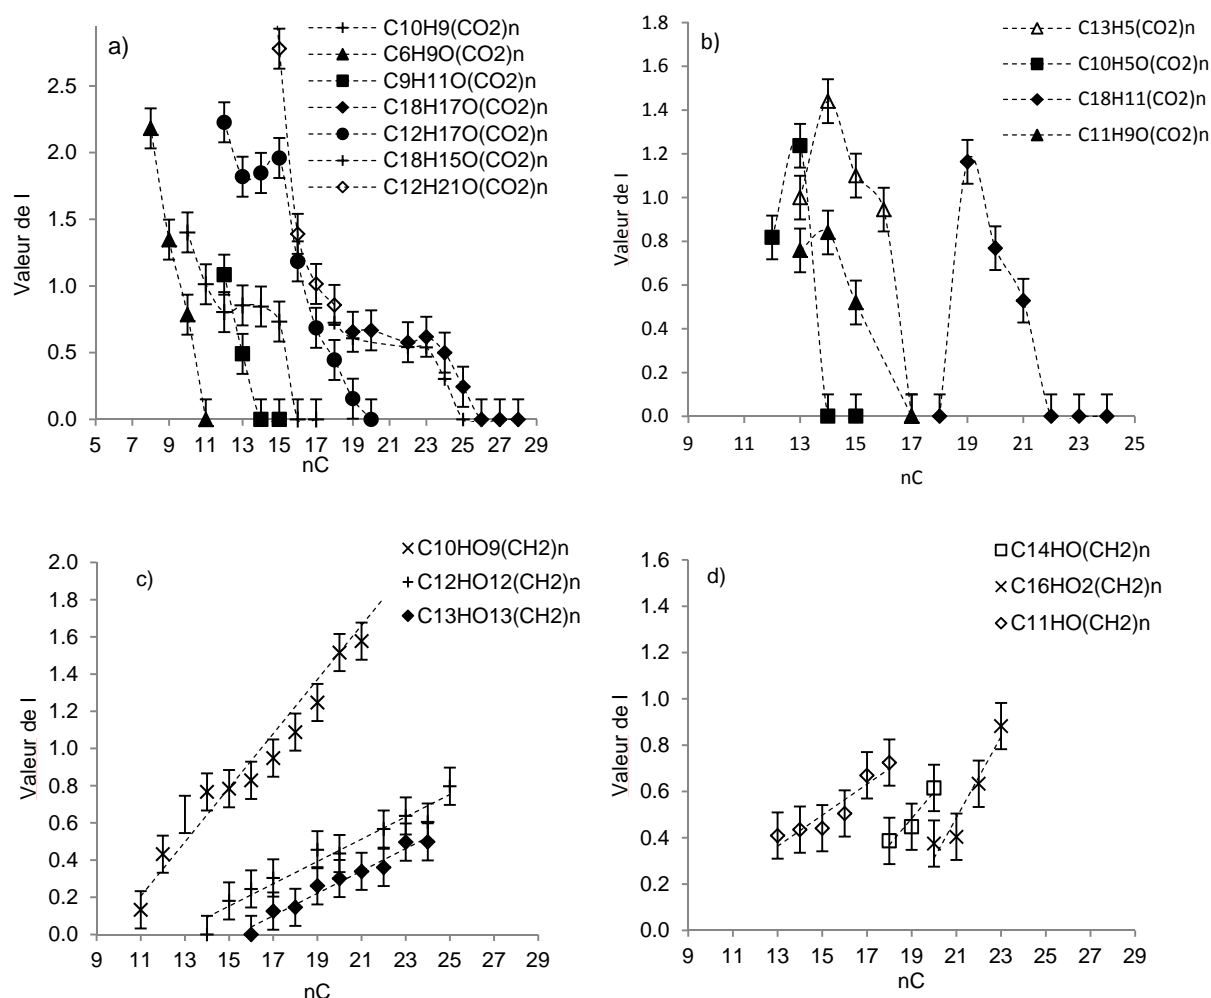 a)
C10H9(CO2)n
C6H9O(CO2)n
C9H11O(CO2)n
C18H17O(CO2)n
C12H17O(CO2)n
C18H15O(CO2)n
C12H21O(CO2)n
Valeur de I
2.5
2.0
1.5
1.0
0.5
0.0
5 7 9 11 13 15 17 19 21 23 25 27 29
nC
b)
C13H5(CO2)n
C10H5O(CO2)n
C18H11(CO2)n
C11H9O(CO2)n
Valeur de I
1.8
1.6
1.4
1.2
1.0
0.8
0.6
0.4
0.2
0.0
9 11 13 15 17 19 21 23 25
nC
c)
C10HO9(CH2)n
C12HO12(CH2)n
C13HO13(CH2)n
Valeur de I
2.0
1.8
1.6
1.4
1.2
1.0
0.8
0.6
0.4
0.2
0.0
9 11 13 15 17 19 21 23 25 27 29
nC
d)
C14HO(CH2)n
C16HO2(CH2)n
C11HO(CH2)n
Valeur de I
1.6
1.4
1.2
1.0
0.8
0.6
0.4
0.2
0.0
9 11 13 15 17 19 21 23 25 27 29
nC